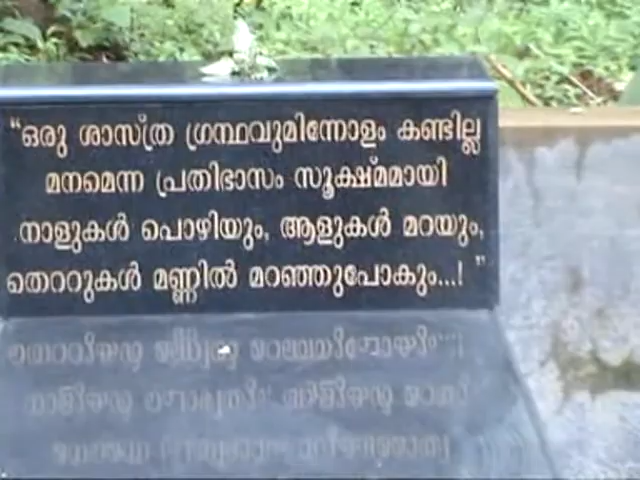 “ഒരു ശാസ്ത്ര ഗ്രന്ഥവുമിന്നോളം കണ്ടില്ല
മനമെന്ന പ്രതിഭാസം സൂക്ഷ്മമായി
നാളുകൾ പൊഴിയും, ആളുകൾ മറയും,
തെററുകൾ മണ്ണിൽ മറഞ്ഞുപോകും...! ”